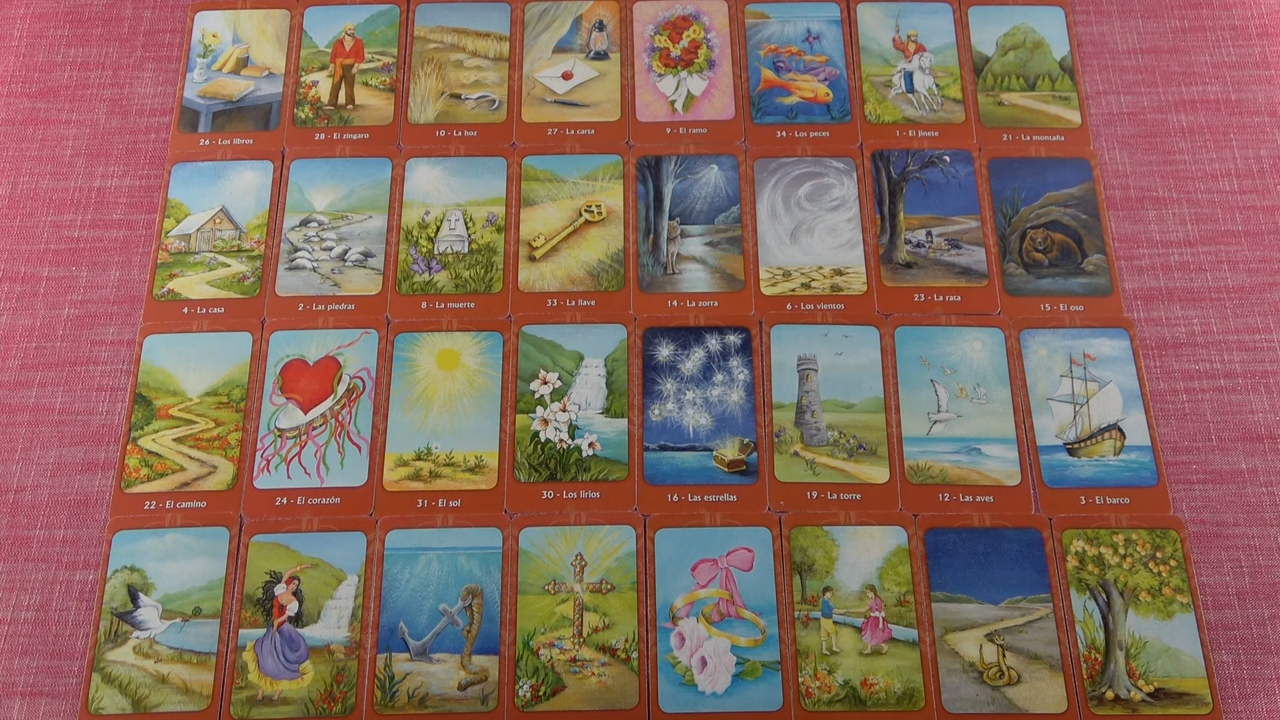 26 - Los libros
28 - El zíngaro
10 - La hoz
27 - La carta
9 - El ramo
34 - Los peces
1 - El jinete
21 - La montaña
4 - La casa
2 - Las piedras
8 - La muerte
33 - La llave
14 - La zorra
6 - Los vientos
23 - La rata
15 - El oso
22 - El camino
24 - El corazón
31 - El sol
30 - Los lirios
16 - Las estrellas
19 - La torre
12 - Las aves
3 - El barco